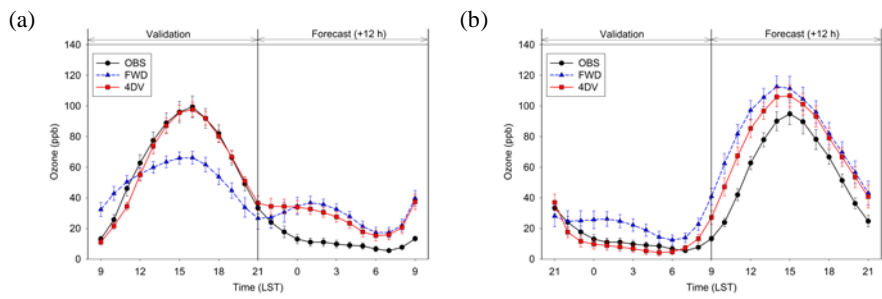 (a)
Validation
Forecast (+12 h)
140
120
100
80
60
40
20
0
Ozone (ppb)
OBS
FWD
4DV
9 12 15 18 21 0 3 6 9
Time (LST)
(b)
Validation
Forecast (+12 h)
140
120
100
80
60
40
20
0
Ozone (ppb)
OBS
FWD
4DV
21 0 3 6 9 12 15 18 21
Time (LST)